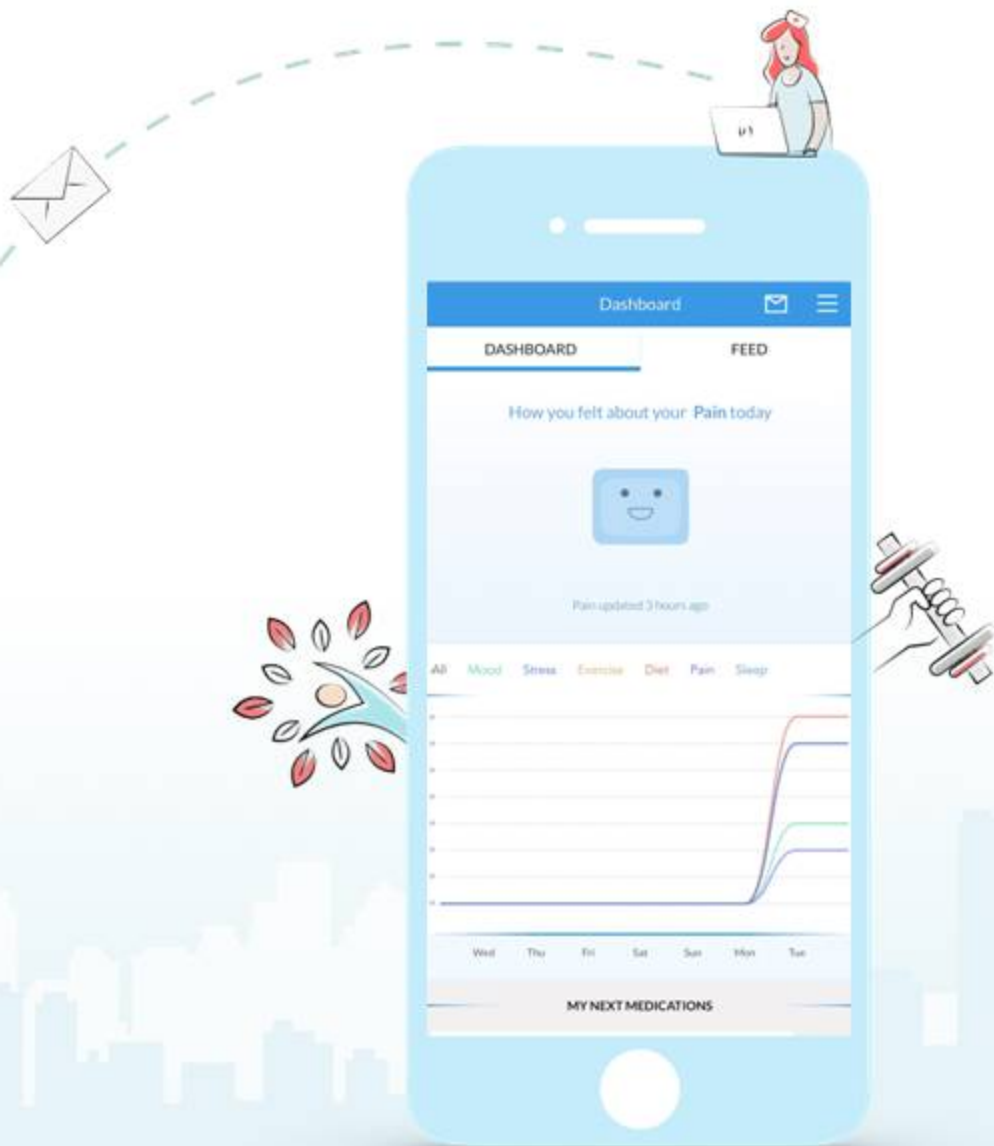 Dashboard
DASHBOARD FEED
How you felt about your Pain today
Pain updated 3 hours ago
All Mood Stress Exercise Diet Pain Sleep
Wed Thu Fri Sat Sun Mon Tue
MY NEXT MEDICATIONS